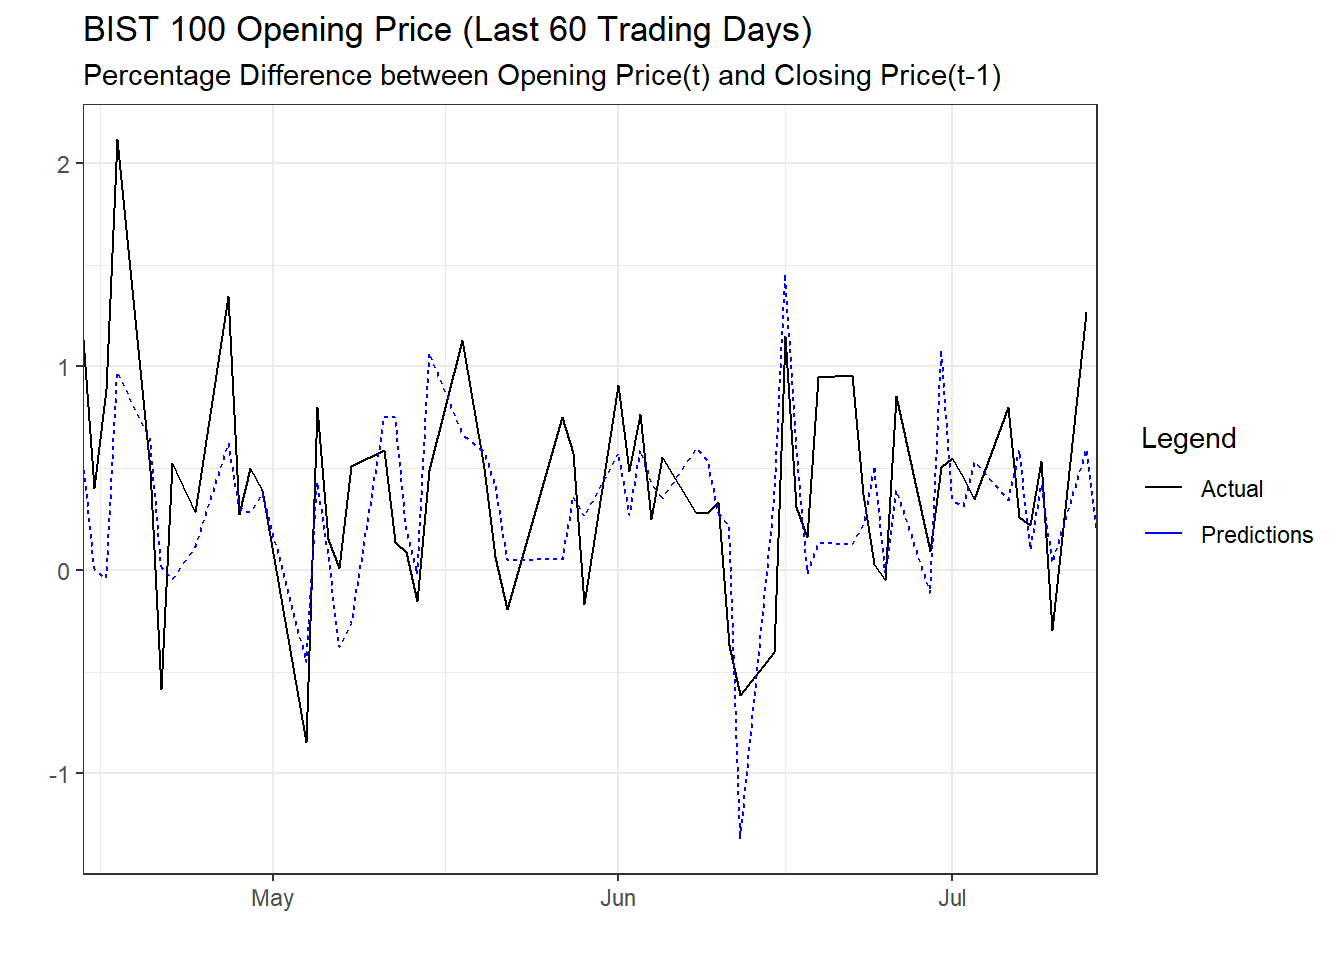 BIST 100 Opening Price (Last 60 Trading Days)
Percentage Difference between Opening Price(t) and Closing Price(t-1)
2
1
0
-1
May
Jun
Jul
Legend
Actual
Predictions